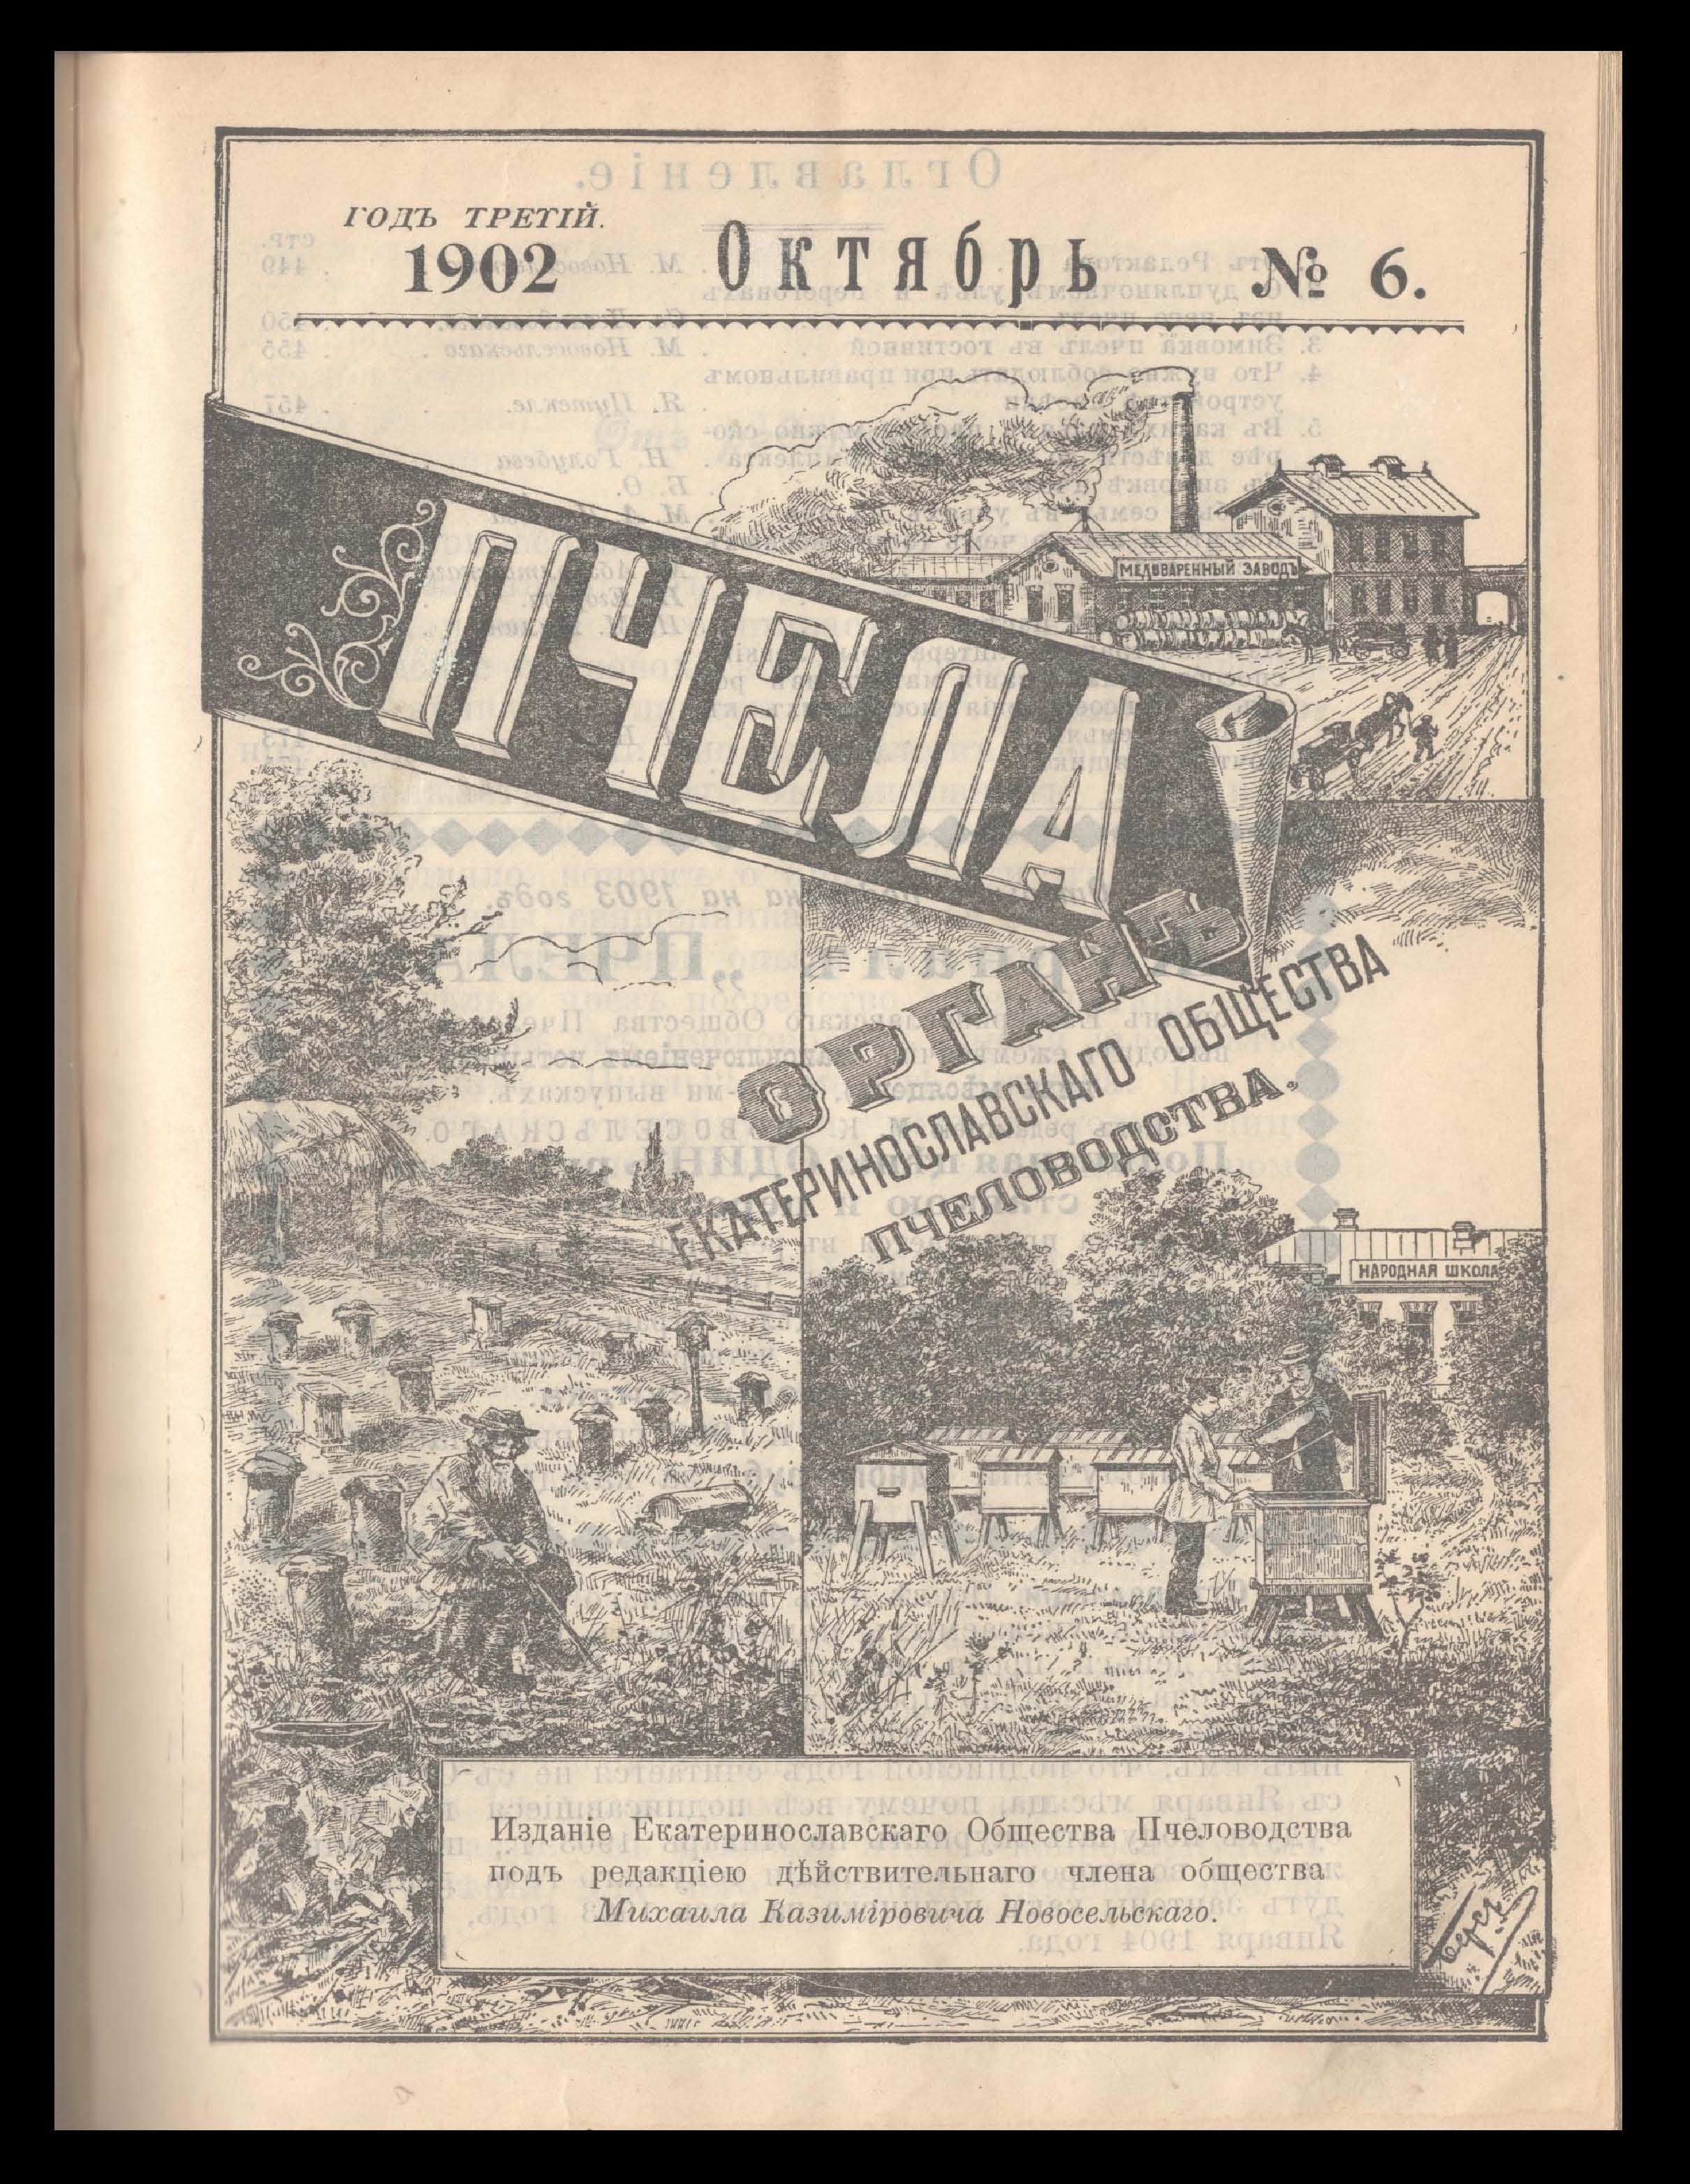 ГОДЪ ТРЕТІЙ.
1902 Октябрь № 6.
МЕДОВАРЕННЫЙ ЗАВОДЪ
ПЧЕЛА
ОРГАНЪ
ЕКАТЕРИНОСЛАВСКАГО ОБЩЕСТВА
ПЧЕЛОВОДСТВА.
НАРОДНАЯ ШКОЛА
Изданіе Екатеринославскаго Общества Пчеловодства
подъ редакціею дѣйствительнаго члена общества
Михаила Казиміровича Новосельскаго.